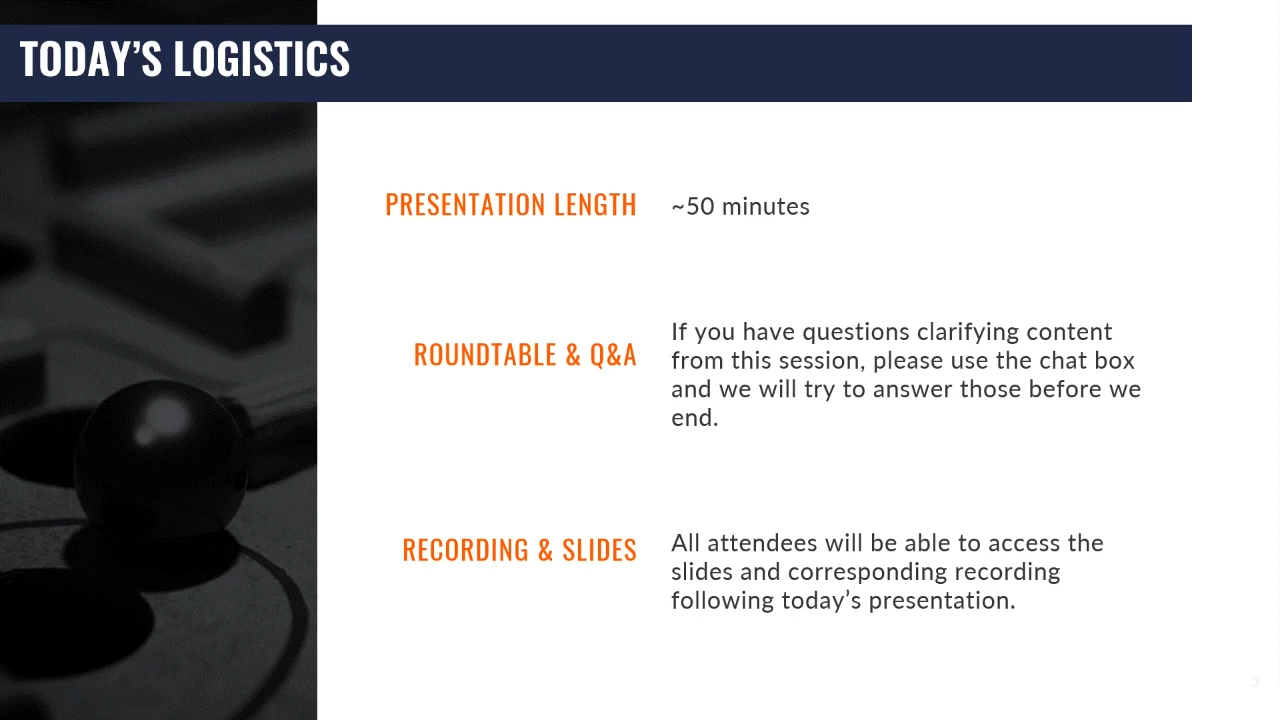 TODAY’S LOGISTICS
PRESENTATION LENGTH
~50 minutes
ROUNDTABLE & Q&A
If you have questions clarifying content
from this session, please use the chat box
and we will try to answer those before we
end.
RECORDING & SLIDES
All attendees will be able to access the
slides and corresponding recording
following today’s presentation.